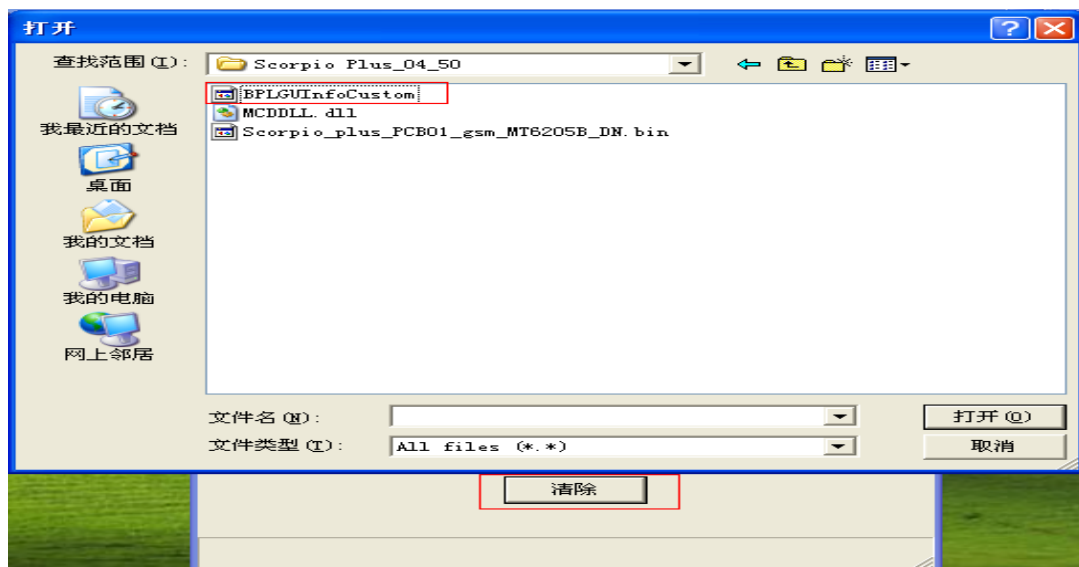 打开
查找范围(I):
Scorpio Plus_04_50
BPLGUInfoCustom
MCDDLL.dll
Scorpio_plus_PCB01_gsm_MT6205B_DN.bin
我最近的文档
桌面
我的文档
我的电脑
网上邻居
文件名(N):
打开(O)
文件类型(T):
All files (*.*)
取消
清除